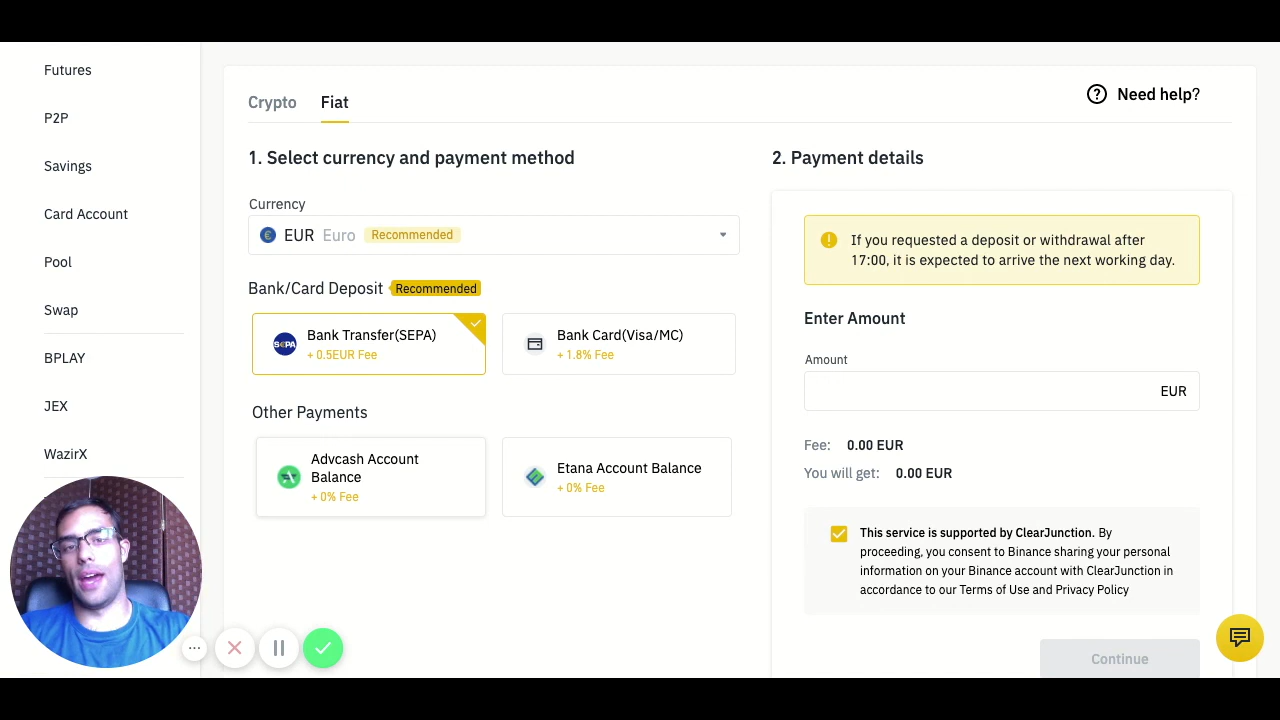 Futures
P2P
Savings
Card Account
Pool
Swap
BPLAY
JEX
WazirX
Crypto
Fiat
Need help?
1. Select currency and payment method
Currency
EUR Euro Recommended
Bank/Card Deposit Recommended
SEPA
Bank Transfer(SEPA)
+ 0.5EUR Fee
Bank Card(Visa/MC)
+ 1.8% Fee
Other Payments
Advcash Account
Balance
+ 0% Fee
Etana Account Balance
+ 0% Fee
2. Payment details
If you requested a deposit or withdrawal after
17:00, it is expected to arrive the next working day.
Enter Amount
Amount
EUR
Fee: 0.00 EUR
You will get: 0.00 EUR
This service is supported by ClearJunction. By
proceeding, you consent to Binance sharing your personal
information on your Binance account with ClearJunction in
accordance to our Terms of Use and Privacy Policy
Continue